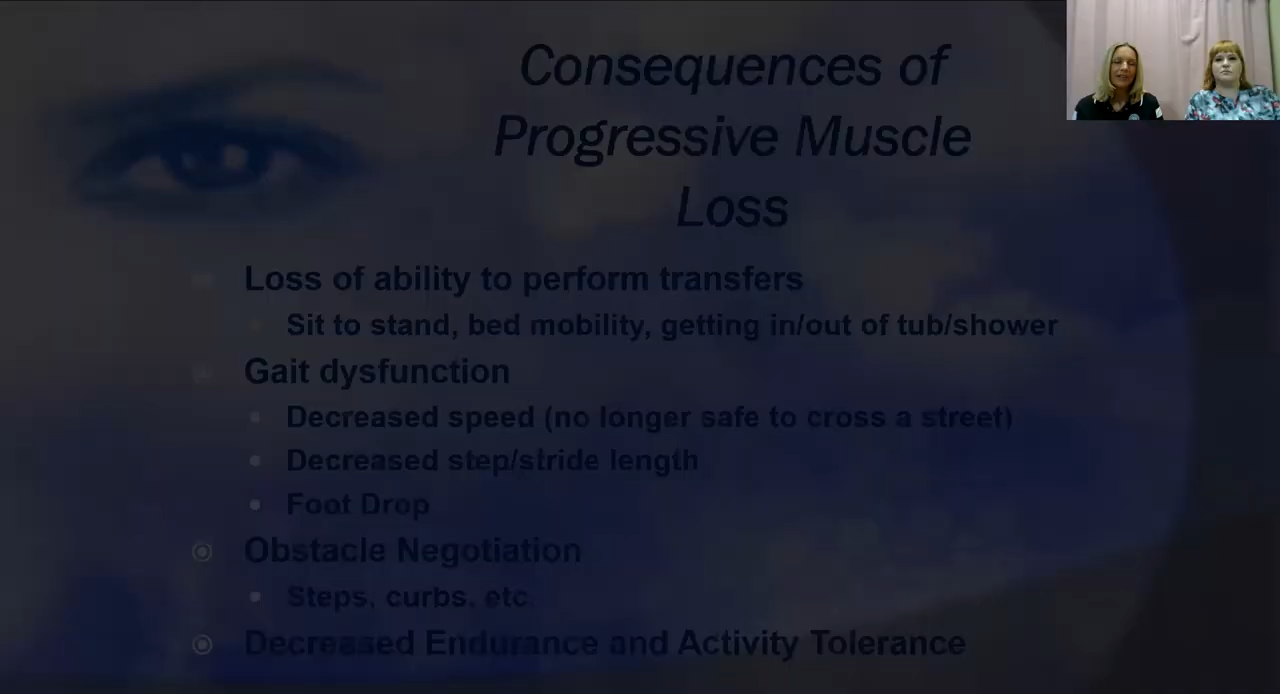 Consequences of
Progressive Muscle
Loss
Loss of ability to perform transfers
Sit to stand, bed mobility, getting in/out of tub/shower
Gait dysfunction
Decreased speed (no longer safe to cross a street)
Decreased step/stride length
Foot Drop
Obstacle Negotiation
Steps, curbs, etc.
Decreased Endurance and Activity Tolerance